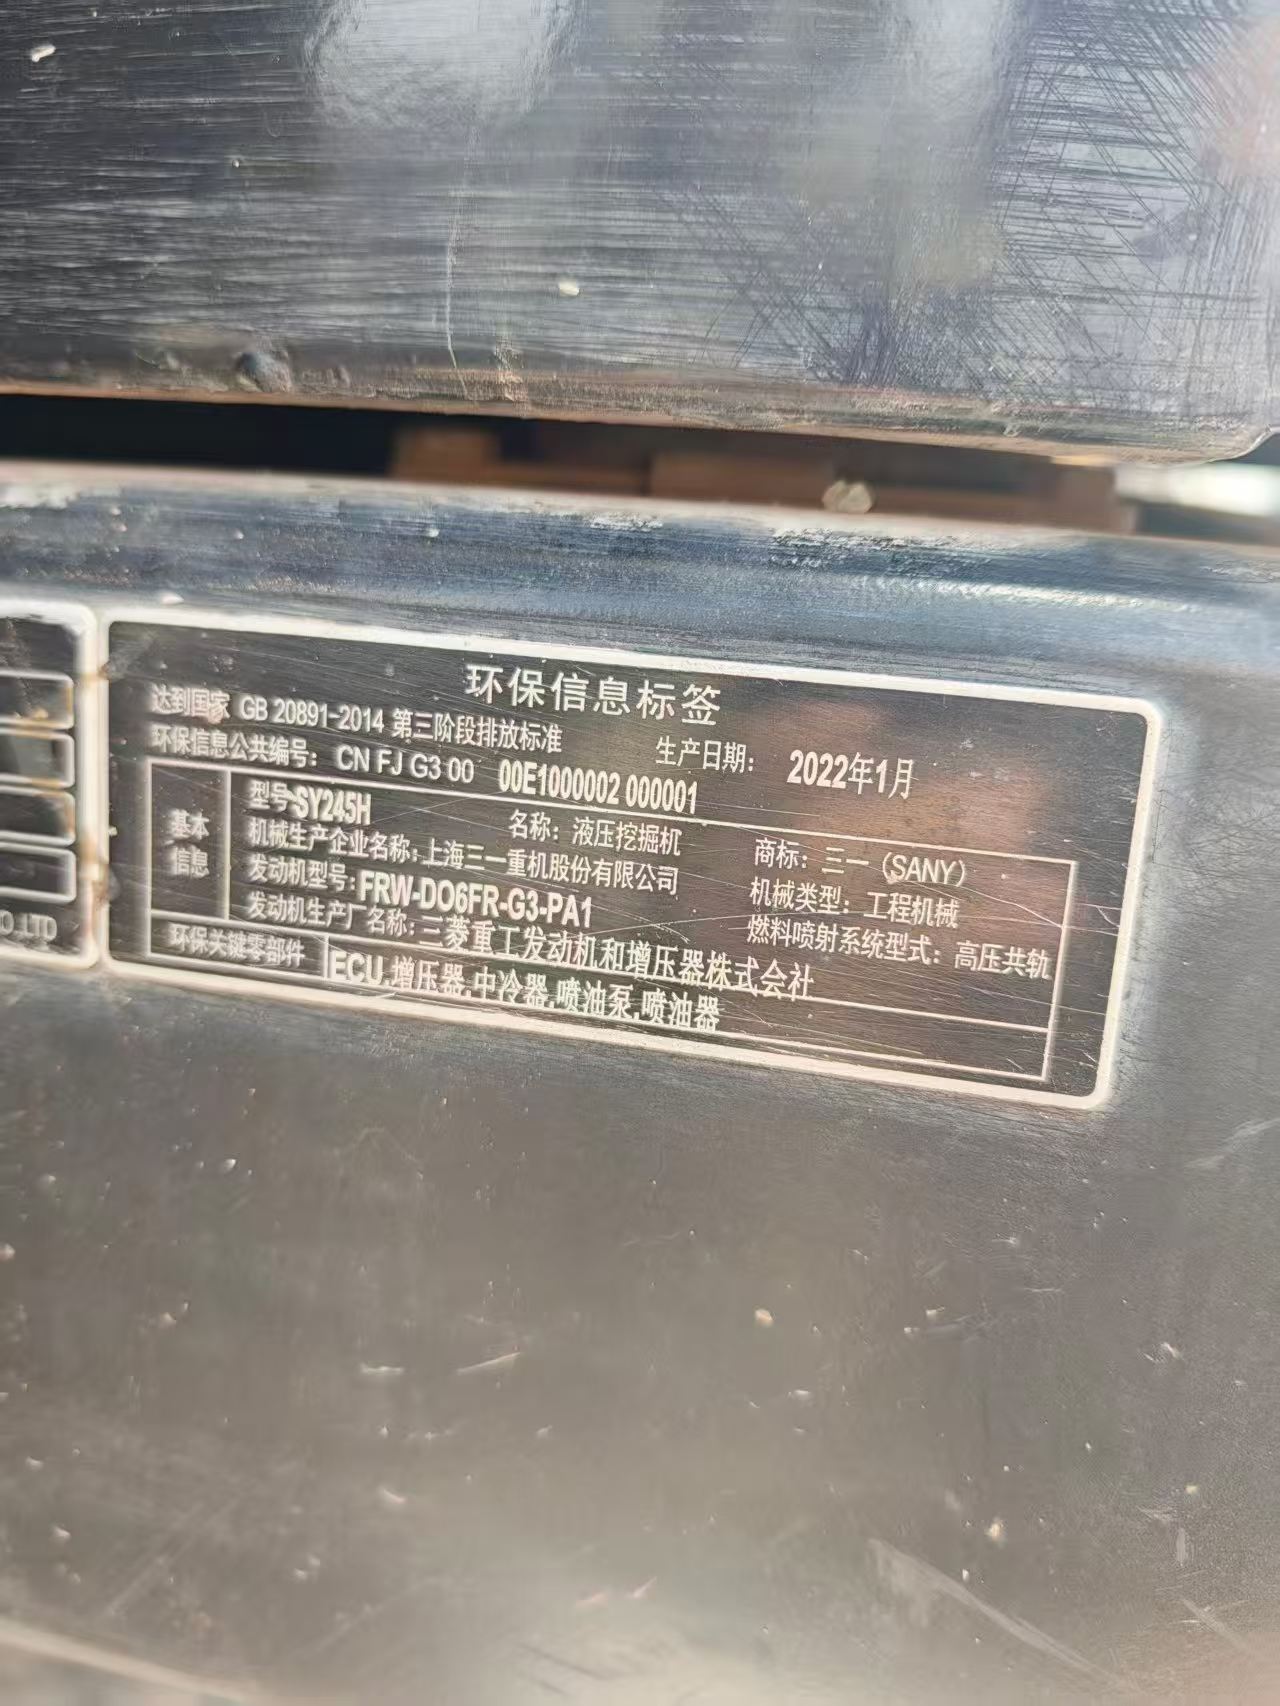 环保信息标签
达到国家 GB 20891-2014 第三阶段排放标准
生产日期： 2022年1月
环保信息公共编号： CN FJ G3 00 00E1000002 000001
基本信息
型号:SY245H 名称：液压挖掘机 商标：三一（SANY）
机械生产企业名称：上海三一重机股份有限公司 机械类型：工程机械
发动机型号：FRW-DO6FR-G3-PA1 燃料喷射系统型式：高压共轨
发动机生产厂名称：三菱重工发动机和增压器株式会社
环保关键零部件 ECU,增压器,中冷器,喷油泵,喷油器
O.,LTD